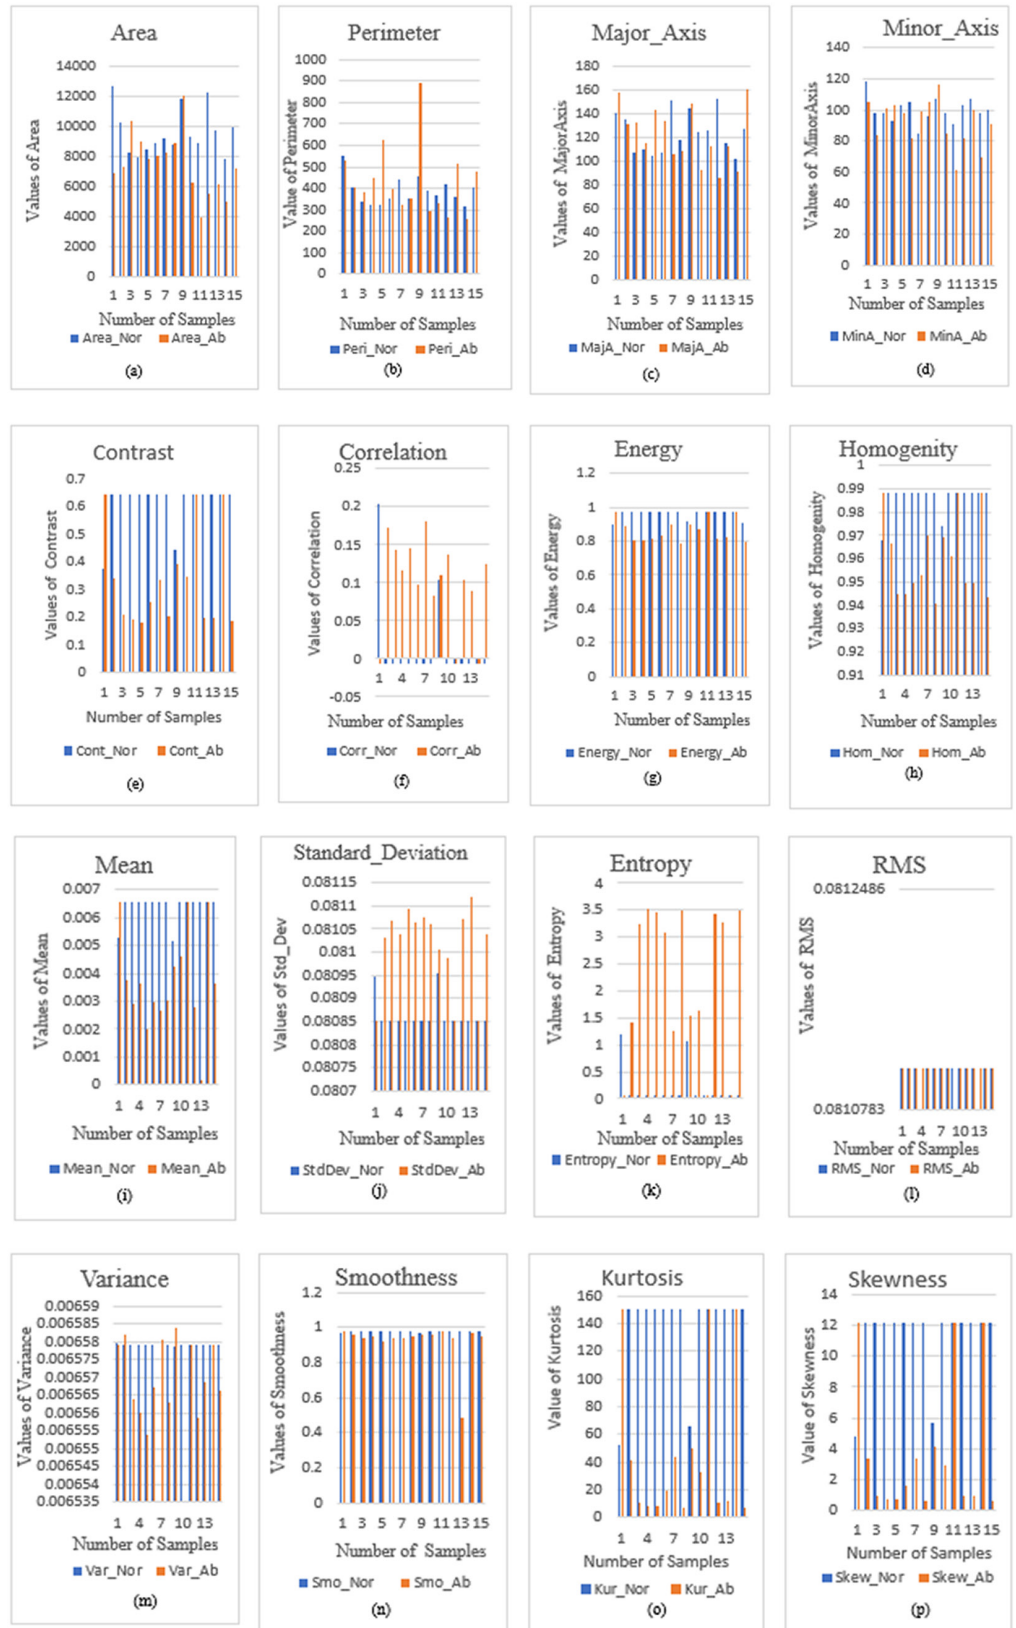 Area
Values of Area
14000
12000
10000
8000
6000
4000
2000
0
1 3 5 7 9 11 13 15
Number of Samples
Area_Nor Area_Ab
(a)
Perimeter
Value of Perimeter
1000
900
800
700
600
500
400
300
200
100
0
1 3 5 7 9 11 13 15
Number of Samples
Peri_Nor Peri_Ab
(b)
Major_Axis
Values of MajorAxis
180
160
140
120
100
80
60
40
20
0
1 3 5 7 9 11 13 15
Number of Samples
MajA_Nor MajA_Ab
(c)
Minor_Axis
Values of MinorAxis
140
120
100
80
60
40
20
0
1 3 5 7 9 11 13 15
Number of Samples
MinA_Nor MinA_Ab
(d)
Contrast
Values of Contrast
0.7
0.6
0.5
0.4
0.3
0.2
0.1
0
1 3 5 7 9 11 13 15
Number of Samples
Cont_Nor Cont_Ab
(e)
Correlation
Values of Correlation
0.25
0.2
0.15
0.1
0.05
0
-0.05
1 4 7 10 13
Number of Samples
Corr_Nor Corr_Ab
(f)
Energy
Values of Energy
1.2
1
0.8
0.6
0.4
0.2
0
1 3 5 7 9 11 13 15
Number of Samples
Energy_Nor Energy_Ab
(g)
Homogenity
Values of Homogenity
1
0.99
0.98
0.97
0.96
0.95
0.94
0.93
0.92
0.91
1 4 7 10 13
Number of Samples
Hom_Nor Hom_Ab
(h)
Mean
Values of Mean
0.007
0.006
0.005
0.004
0.003
0.002
0.001
0
1 4 7 10 13
Number of Samples
Mean_Nor Mean_Ab
(i)
Standard_Deviation
Values of Std_Dev
0.08115
0.0811
0.08105
0.081
0.08095
0.0809
0.08085
0.0808
0.08075
0.0807
1 4 7 10 13
Number of Samples
StdDev_Nor StdDev_Ab
(j)
Entropy
Values of Entropy
4
3.5
3
2.5
2
1.5
1
0.5
0
1 4 7 10 13
Number of Samples
Entropy_Nor Entropy_Ab
(k)
RMS
Values of RMS
0.0812486
0.0810783
1 4 7 10 13
Number of Samples
RMS_Nor RMS_Ab
(l)
Variance
Values of Variance
0.00659
0.006585
0.00658
0.006575
0.00657
0.006565
0.00656
0.006555
0.00655
0.006545
0.00654
0.006535
1 4 7 10 13
Number of Samples
Var_Nor Var_Ab
(m)
Smoothness
Values of Smoothness
1.2
1
0.8
0.6
0.4
0.2
0
1 3 5 7 9 11 13 15
Number of Samples
Smo_Nor Smo_Ab
(n)
Kurtosis
Value of Kurtosis
160
140
120
100
80
60
40
20
0
1 4 7 10 13
Number of Samples
Kur_Nor Kur_Ab
(o)
Skewness
Value of Skewness
14
12
10
8
6
4
2
0
1 3 5 7 9 11 13 15
Number of Samples
Skew_Nor Skew_Ab
(p)